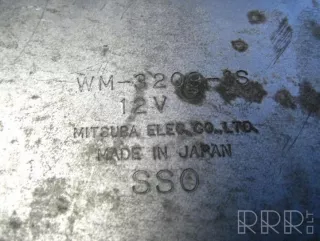 12V
MITSUBA ELEC.CO.,LTD.
MADE IN JAPAN
SS0
RRR